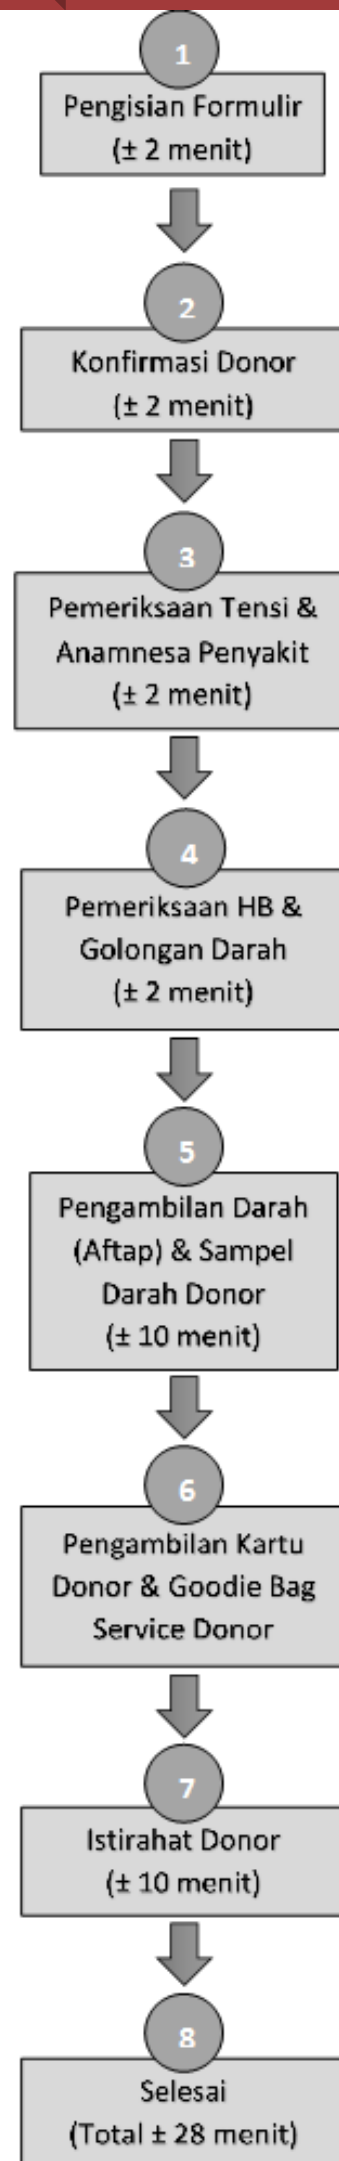 1
Pengisian Formulir
(± 2 menit)
2
Konfirmasi Donor
(± 2 menit)
3
Pemeriksaan Tensi &
Anamnesa Penyakit
(± 2 menit)
4
Pemeriksaan HB &
Golongan Darah
(± 2 menit)
5
Pengambilan Darah
(Aftap) & Sampel
Darah Donor
(± 10 menit)
6
Pengambilan Kartu
Donor & Goodie Bag
Service Donor
7
Istirahat Donor
(± 10 menit)
8
Selesai
(Total ± 28 menit)